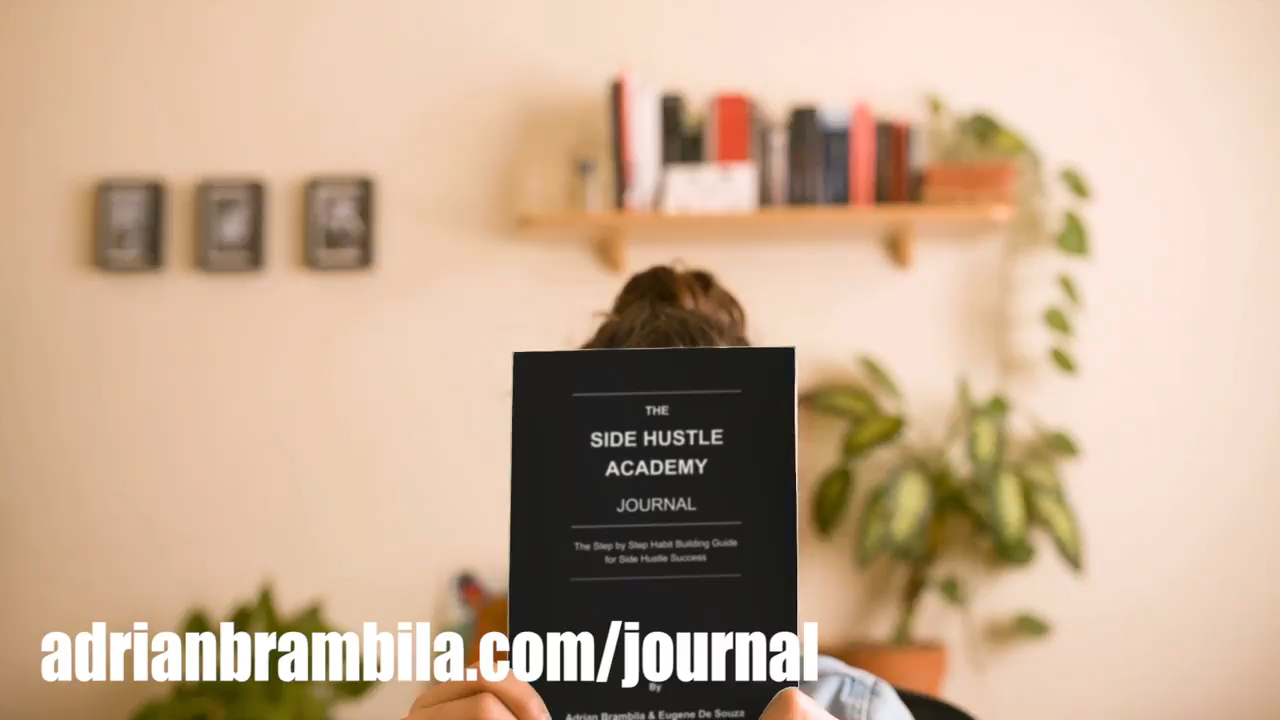 THE
SIDE HUSTLE
ACADEMY
JOURNAL
The Step by Step Habit Building Guide
for Side Hustle Success
adrianbrambila.com/journal
By
Adrian Brambila & Eugene De Souza